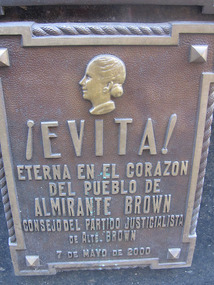 ¡EVITA!
ETERNA EN EL CORAZON
DEL PUEBLO DE
ALMIRANTE BROWN
CONSEJO DEL PARTIDO JUSTICIALISTA
DE ALTE. BROWN
7 DE MAYO DE 2000